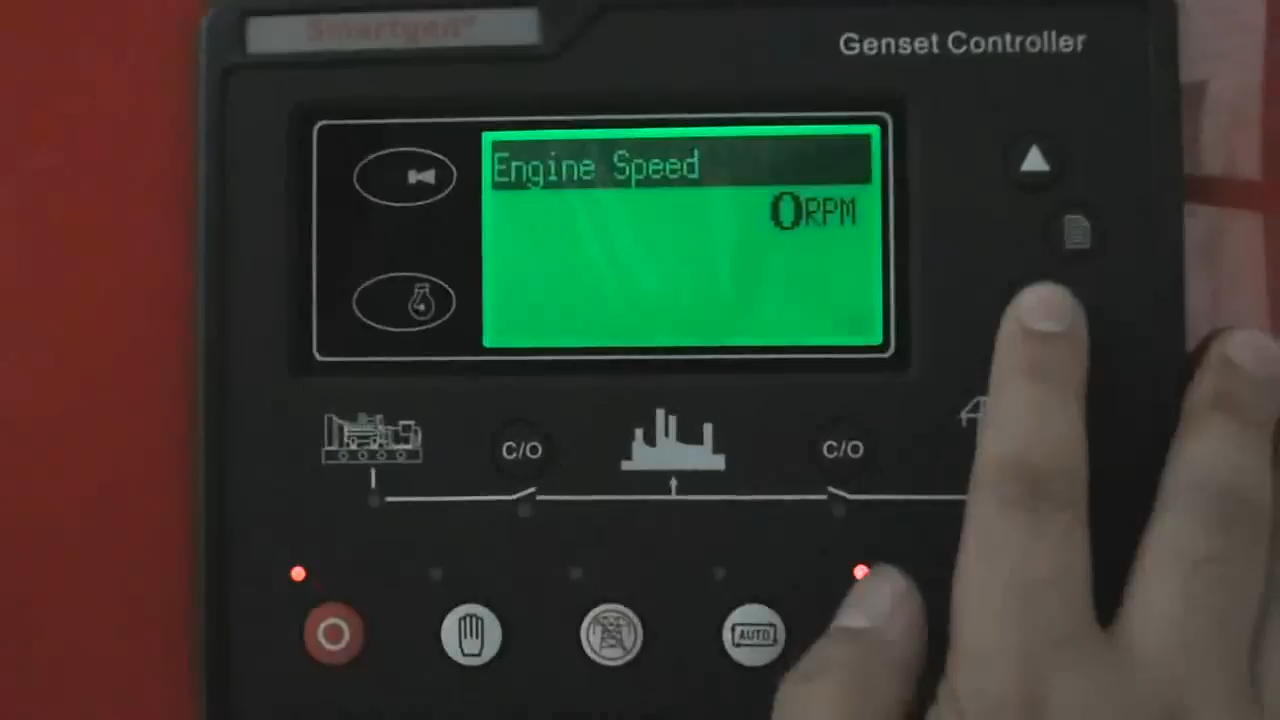 Smartgen
Genset Controller
Engine Speed
0RPM
C/O
C/O
AUTO